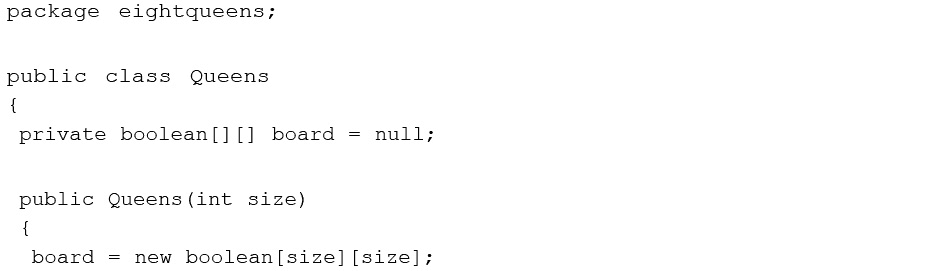 package eightqueens;
public class Queens
{
private boolean[][] board = null;
public Queens(int size)
{
board = new boolean[size][size];